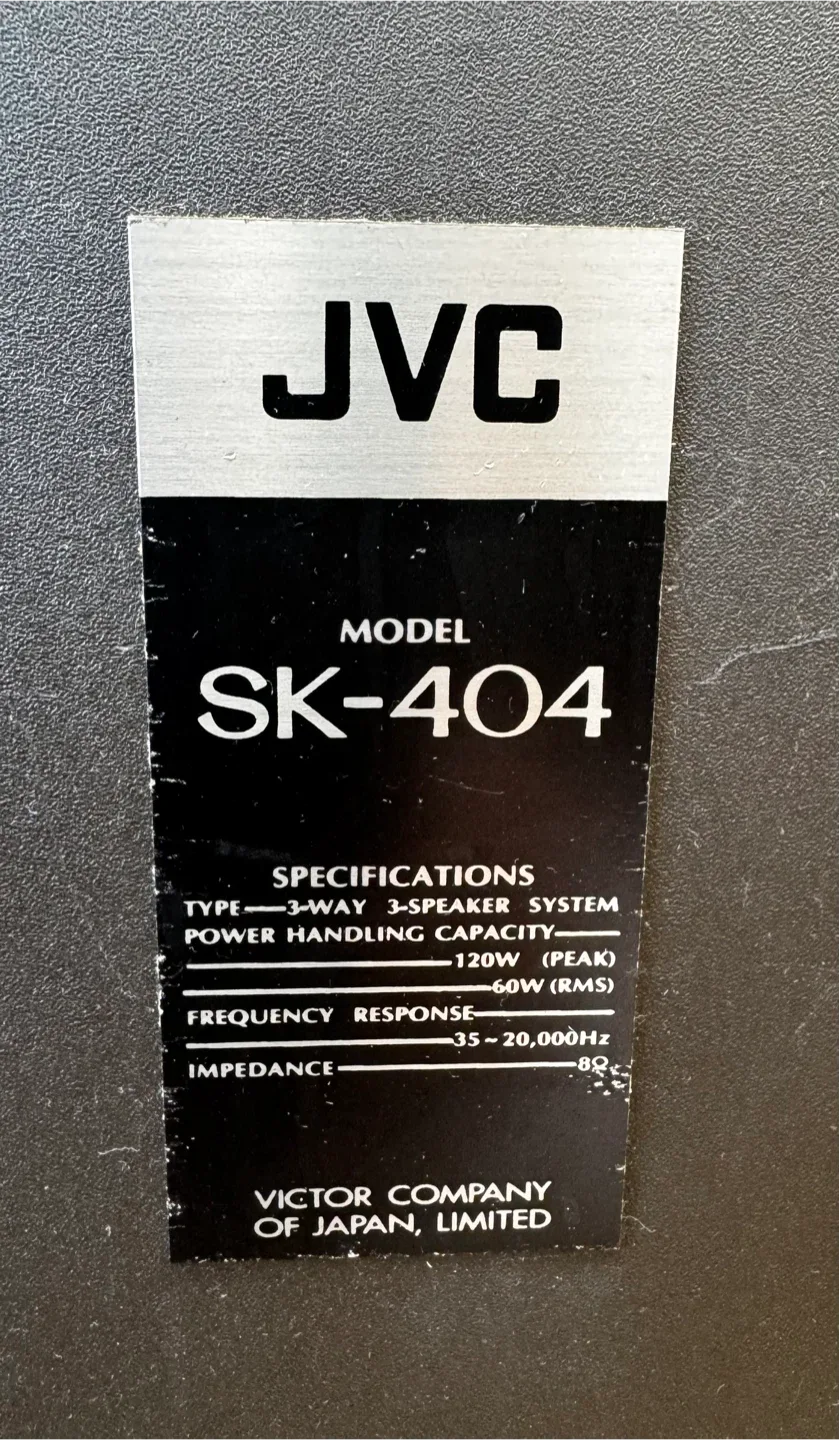 JVC
MODEL
SK-404
SPECIFICATIONS
TYPE—3-WAY 3-SPEAKER SYSTEM
POWER HANDLING CAPACITY—
—120W (PEAK)
—60W (RMS)
FREQUENCY RESPONSE—
—35~20,000Hz
IMPEDANCE—8Ω
VICTOR COMPANY
OF JAPAN, LIMITED